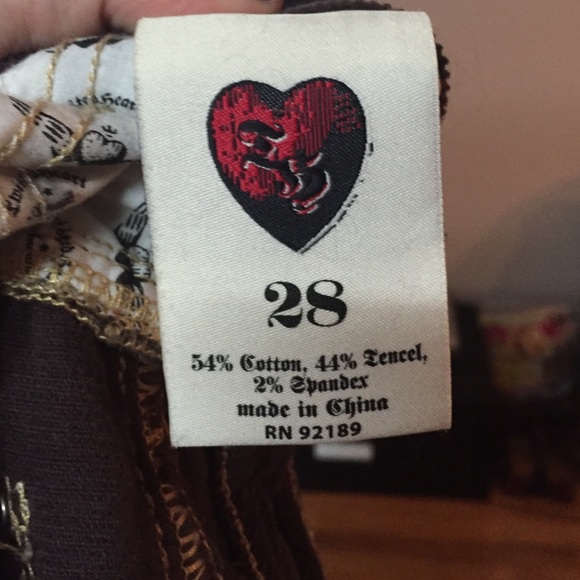 28
54% Cotton, 44% Tencel,
2% Spandex
made in China
RN 92189